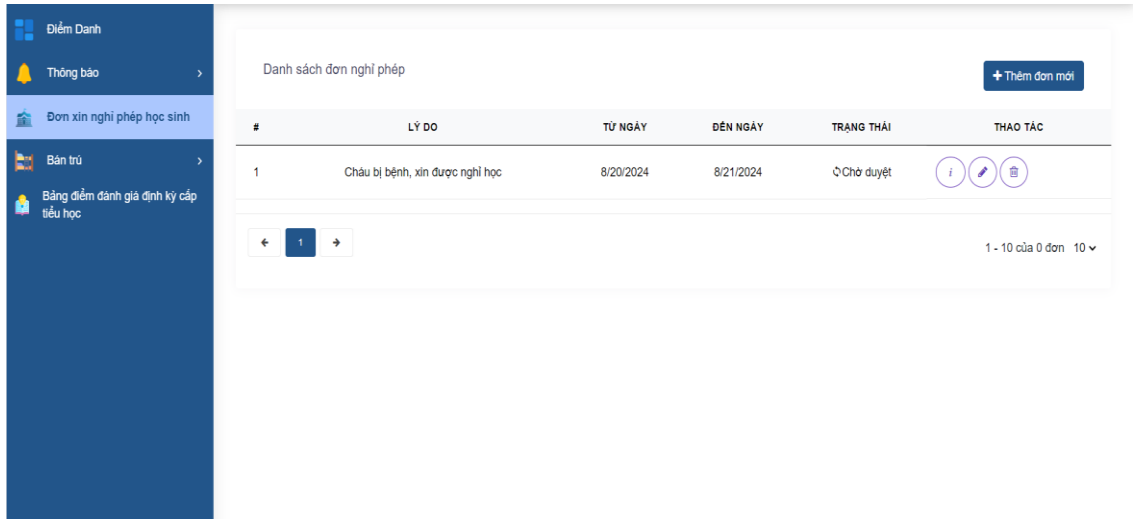 Điểm Danh
Thông báo
Đơn xin nghỉ phép học sinh
Bán trú
Bảng điểm đánh giá định kỳ cấp
tiểu học
Danh sách đơn nghỉ phép
+ Thêm đơn mới
# LÝ DO TỪ NGÀY ĐẾN NGÀY TRẠNG THÁI THAO TÁC
1 Cháu bị bệnh, xin được nghỉ học 8/20/2024 8/21/2024 Chờ duyệt i
1
1 - 10 của 0 đơn 10